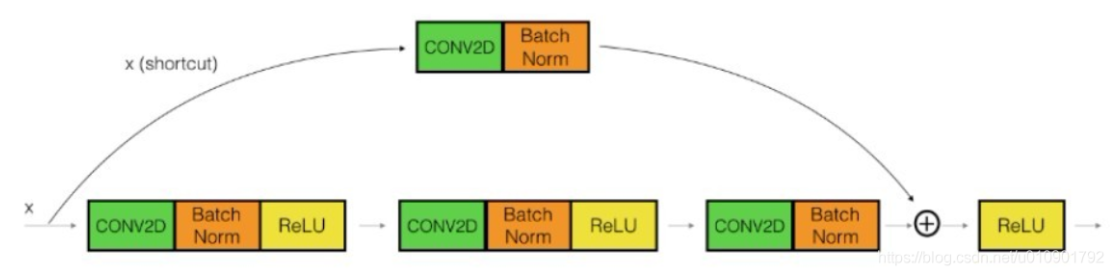 CONV2D
Batch
Norm
x (shortcut)
x
CONV2D
Batch
Norm
ReLU
CONV2D
Batch
Norm
ReLU
CONV2D
Batch
Norm
ReLU
https://blog.csdn.net/u010901792